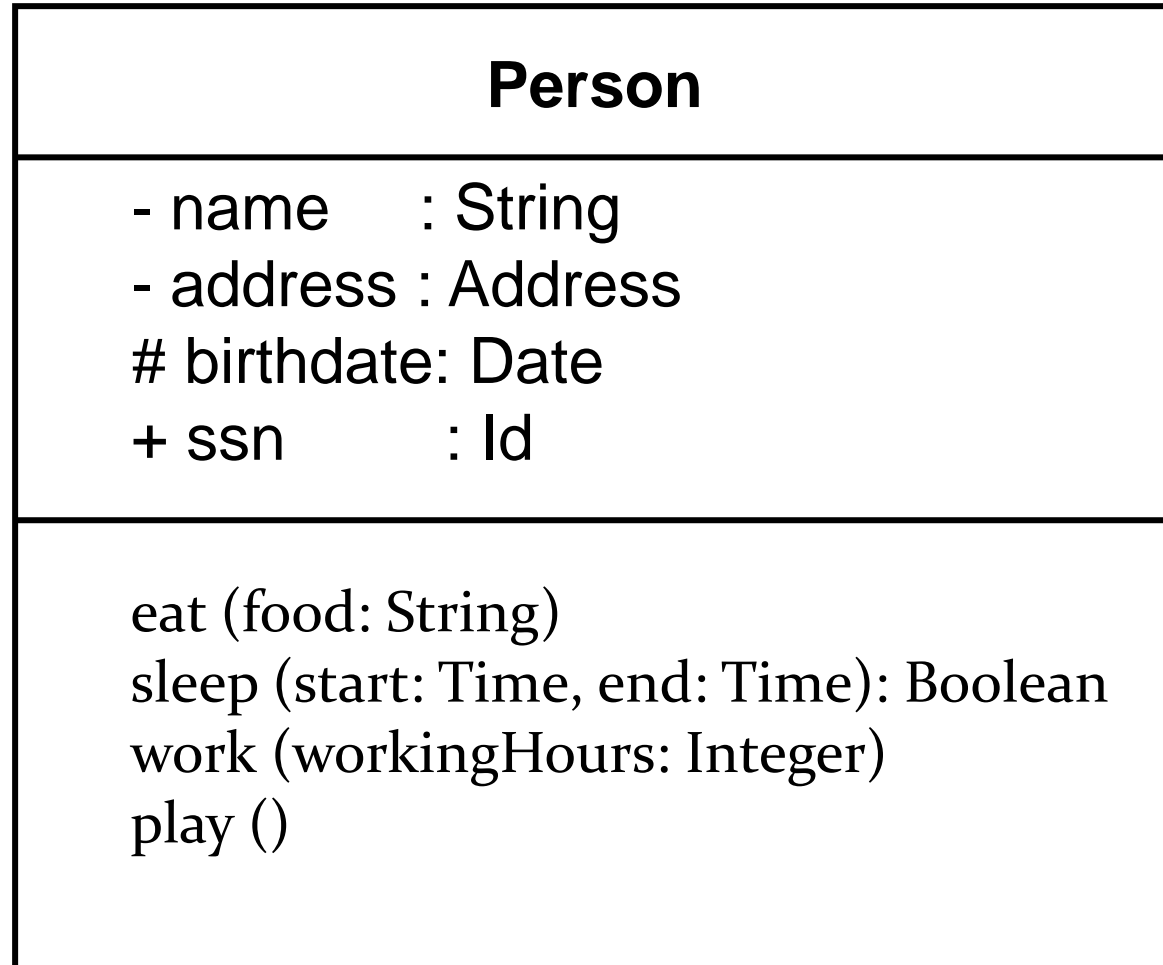 Person
- name : String
- address : Address
# birthdate: Date
+ ssn : Id
eat (food: String)
sleep (start: Time, end: Time): Boolean
work (workingHours: Integer)
play ()